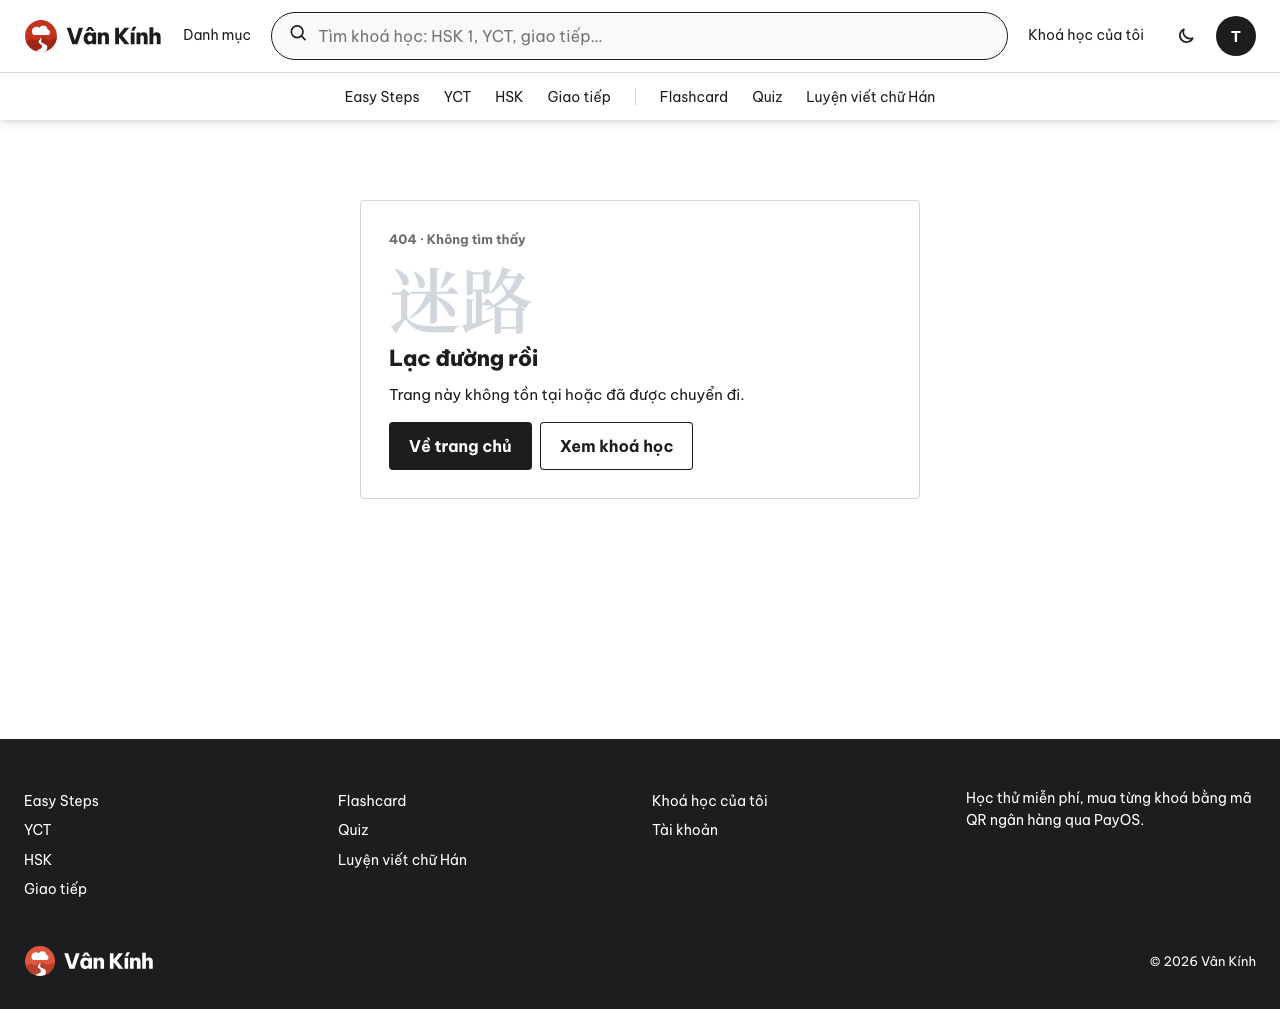 Vân Kính
Danh mục
Tìm khoá học: HSK 1, YCT, giao tiếp...
Khoá học của tôi
T
Easy Steps
YCT
HSK
Giao tiếp
Flashcard
Quiz
Luyện viết chữ Hán
404 · Không tìm thấy
迷路
Lạc đường rồi
Trang này không tồn tại hoặc đã được chuyển đi.
Về trang chủ
Xem khoá học
Easy Steps
YCT
HSK
Giao tiếp
Flashcard
Quiz
Luyện viết chữ Hán
Khoá học của tôi
Tài khoản
Học thử miễn phí, mua từng khoá bằng mã
QR ngân hàng qua PayOS.
Vân Kính
© 2026 Vân Kính